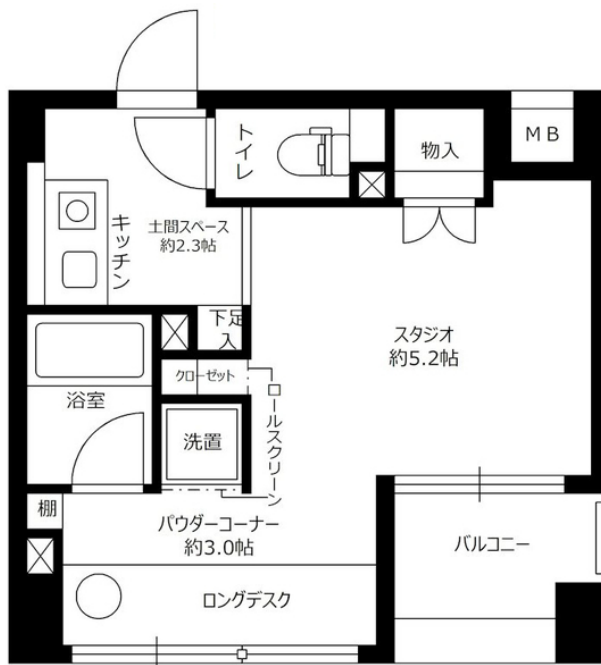 トイレ
物入
MB
キッチン
土間スペース
約2.3帖
下足
入
スタジオ
約5.2帖
クローゼット
ロールスクリーン
浴室
洗置
棚
パウダーコーナー
約3.0帖
バルコニー
ロングデスク